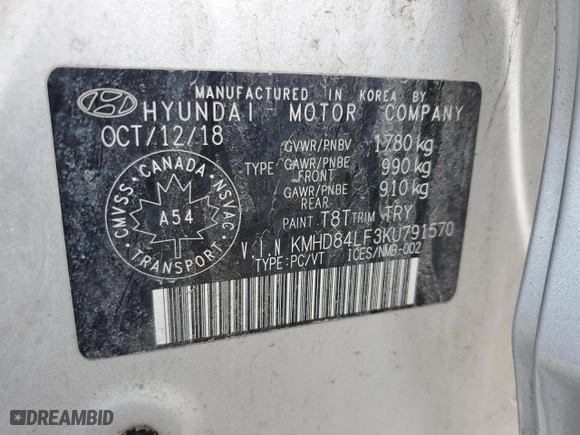 MANUFACTURED IN KOREA BY
HYUNDAI MOTOR COMPANY
OCT/12/18
GVWR/PNBV 1780 kg
TYPE GAWR/PNBE FRONT 990 kg
GAWR/PNBE REAR 910 kg
PAINT T8T TRIM TRY
V.I.N KMHD84LF3KU791570
TYPE:PC/VT ICES/NMB-002
CMVSS · CANADA · NSVAC
A54
TRANSPORT
DREAMBID